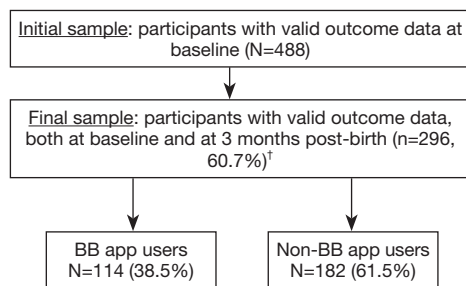 Initial sample: participants with valid outcome data at
baseline (N=488)
Final sample: participants with valid outcome data,
both at baseline and at 3 months post-birth (n=296,
60.7%)†
BB app users
N=114 (38.5%)
Non-BB app users
N=182 (61.5%)